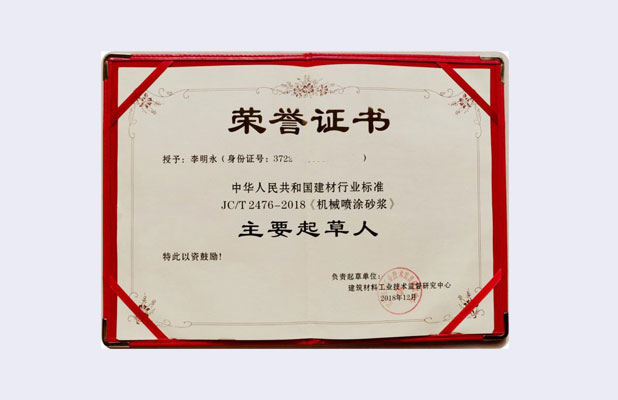 荣誉证书
授予：李明永（身份证号：372 ）
中华人民共和国建材行业标准
JC/T 2476-2018《机械喷涂砂浆》
主要起草人
特此以资鼓励！
负责起草单位：
建筑材料工业技术监督研究中心
2018年12月